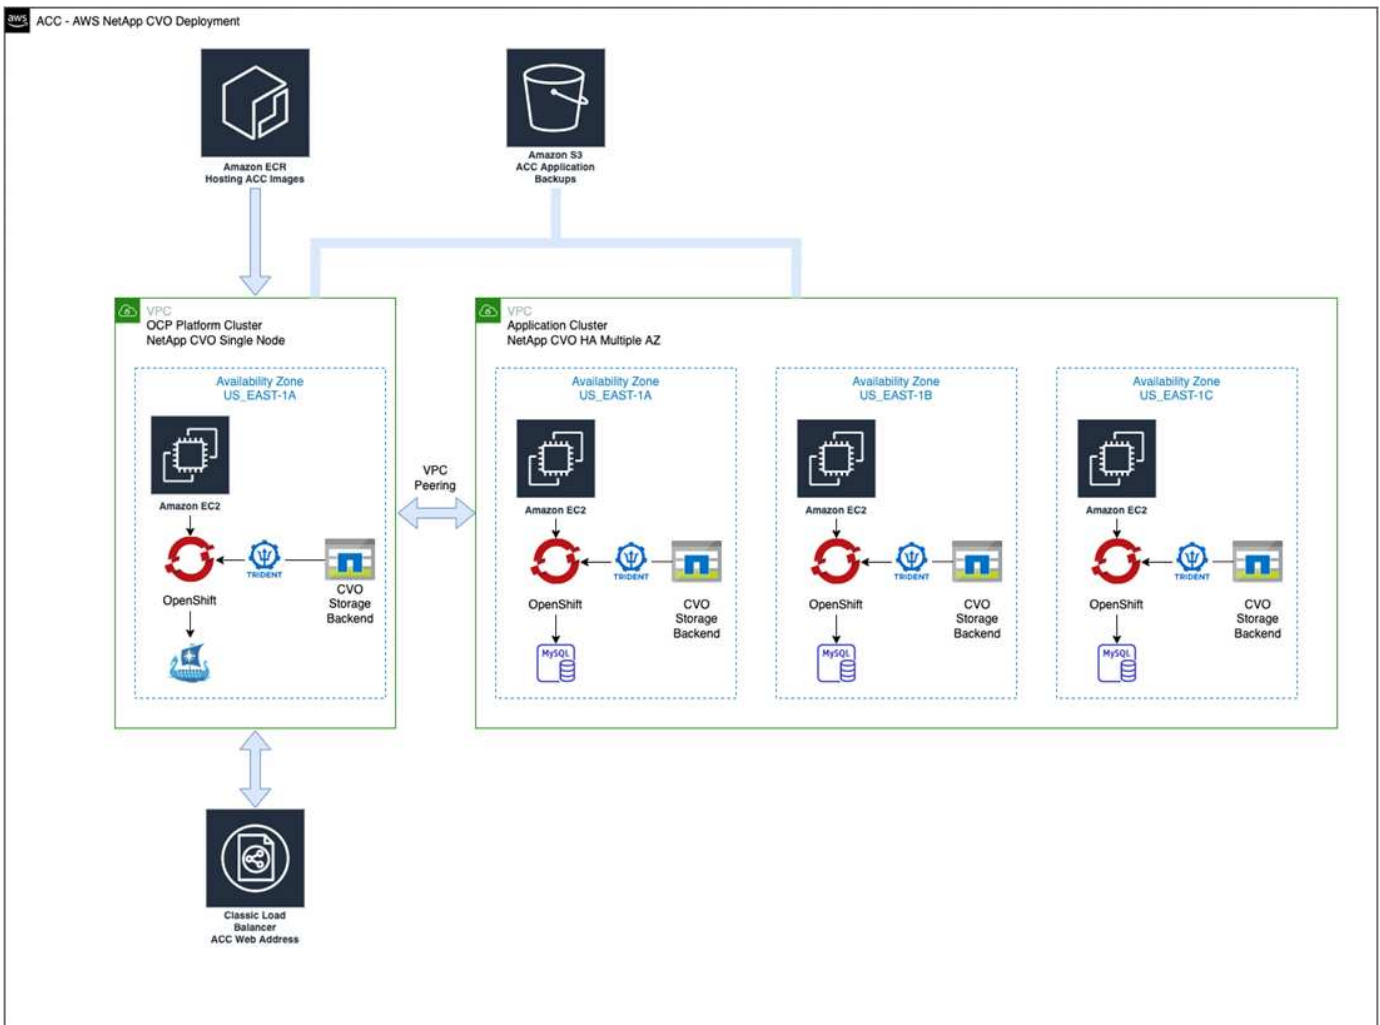 aws
ACC - AWS NetApp CVO Deployment
Amazon ECR
Hosting ACC Images
Amazon S3
ACC Application
Backups
VPC
OCP Platform Cluster
NetApp CVO Single Node
Availability Zone
US_EAST-1A
Amazon EC2
TRIDENT
OpenShift
CVO
Storage
Backend
VPC
Peering
VPC
Application Cluster
NetApp CVO HA Multiple AZ
Availability Zone
US_EAST-1A
Amazon EC2
TRIDENT
OpenShift
CVO
Storage
Backend
MySQL
Availability Zone
US_EAST-1B
Amazon EC2
TRIDENT
OpenShift
CVO
Storage
Backend
MySQL
Availability Zone
US_EAST-1C
Amazon EC2
TRIDENT
OpenShift
CVO
Storage
Backend
MySQL
Classic Load
Balancer
ACC Web Address